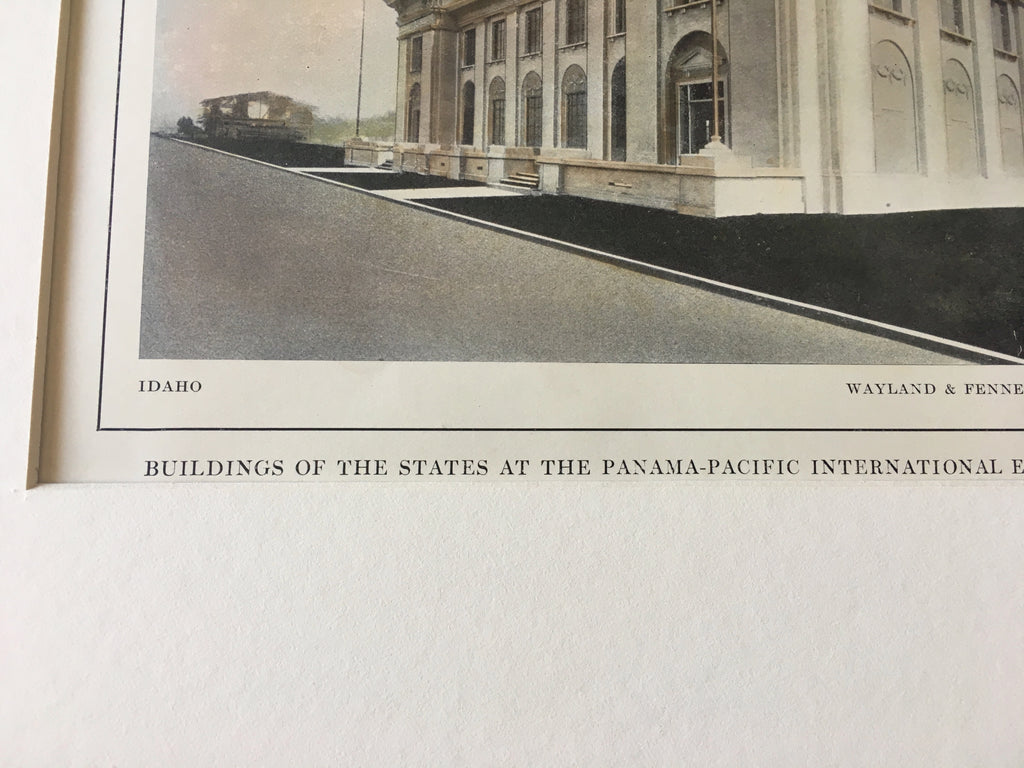 IDAHO WAYLAND & FENNE
BUILDINGS OF THE STATES AT THE PANAMA-PACIFIC INTERNATIONAL E